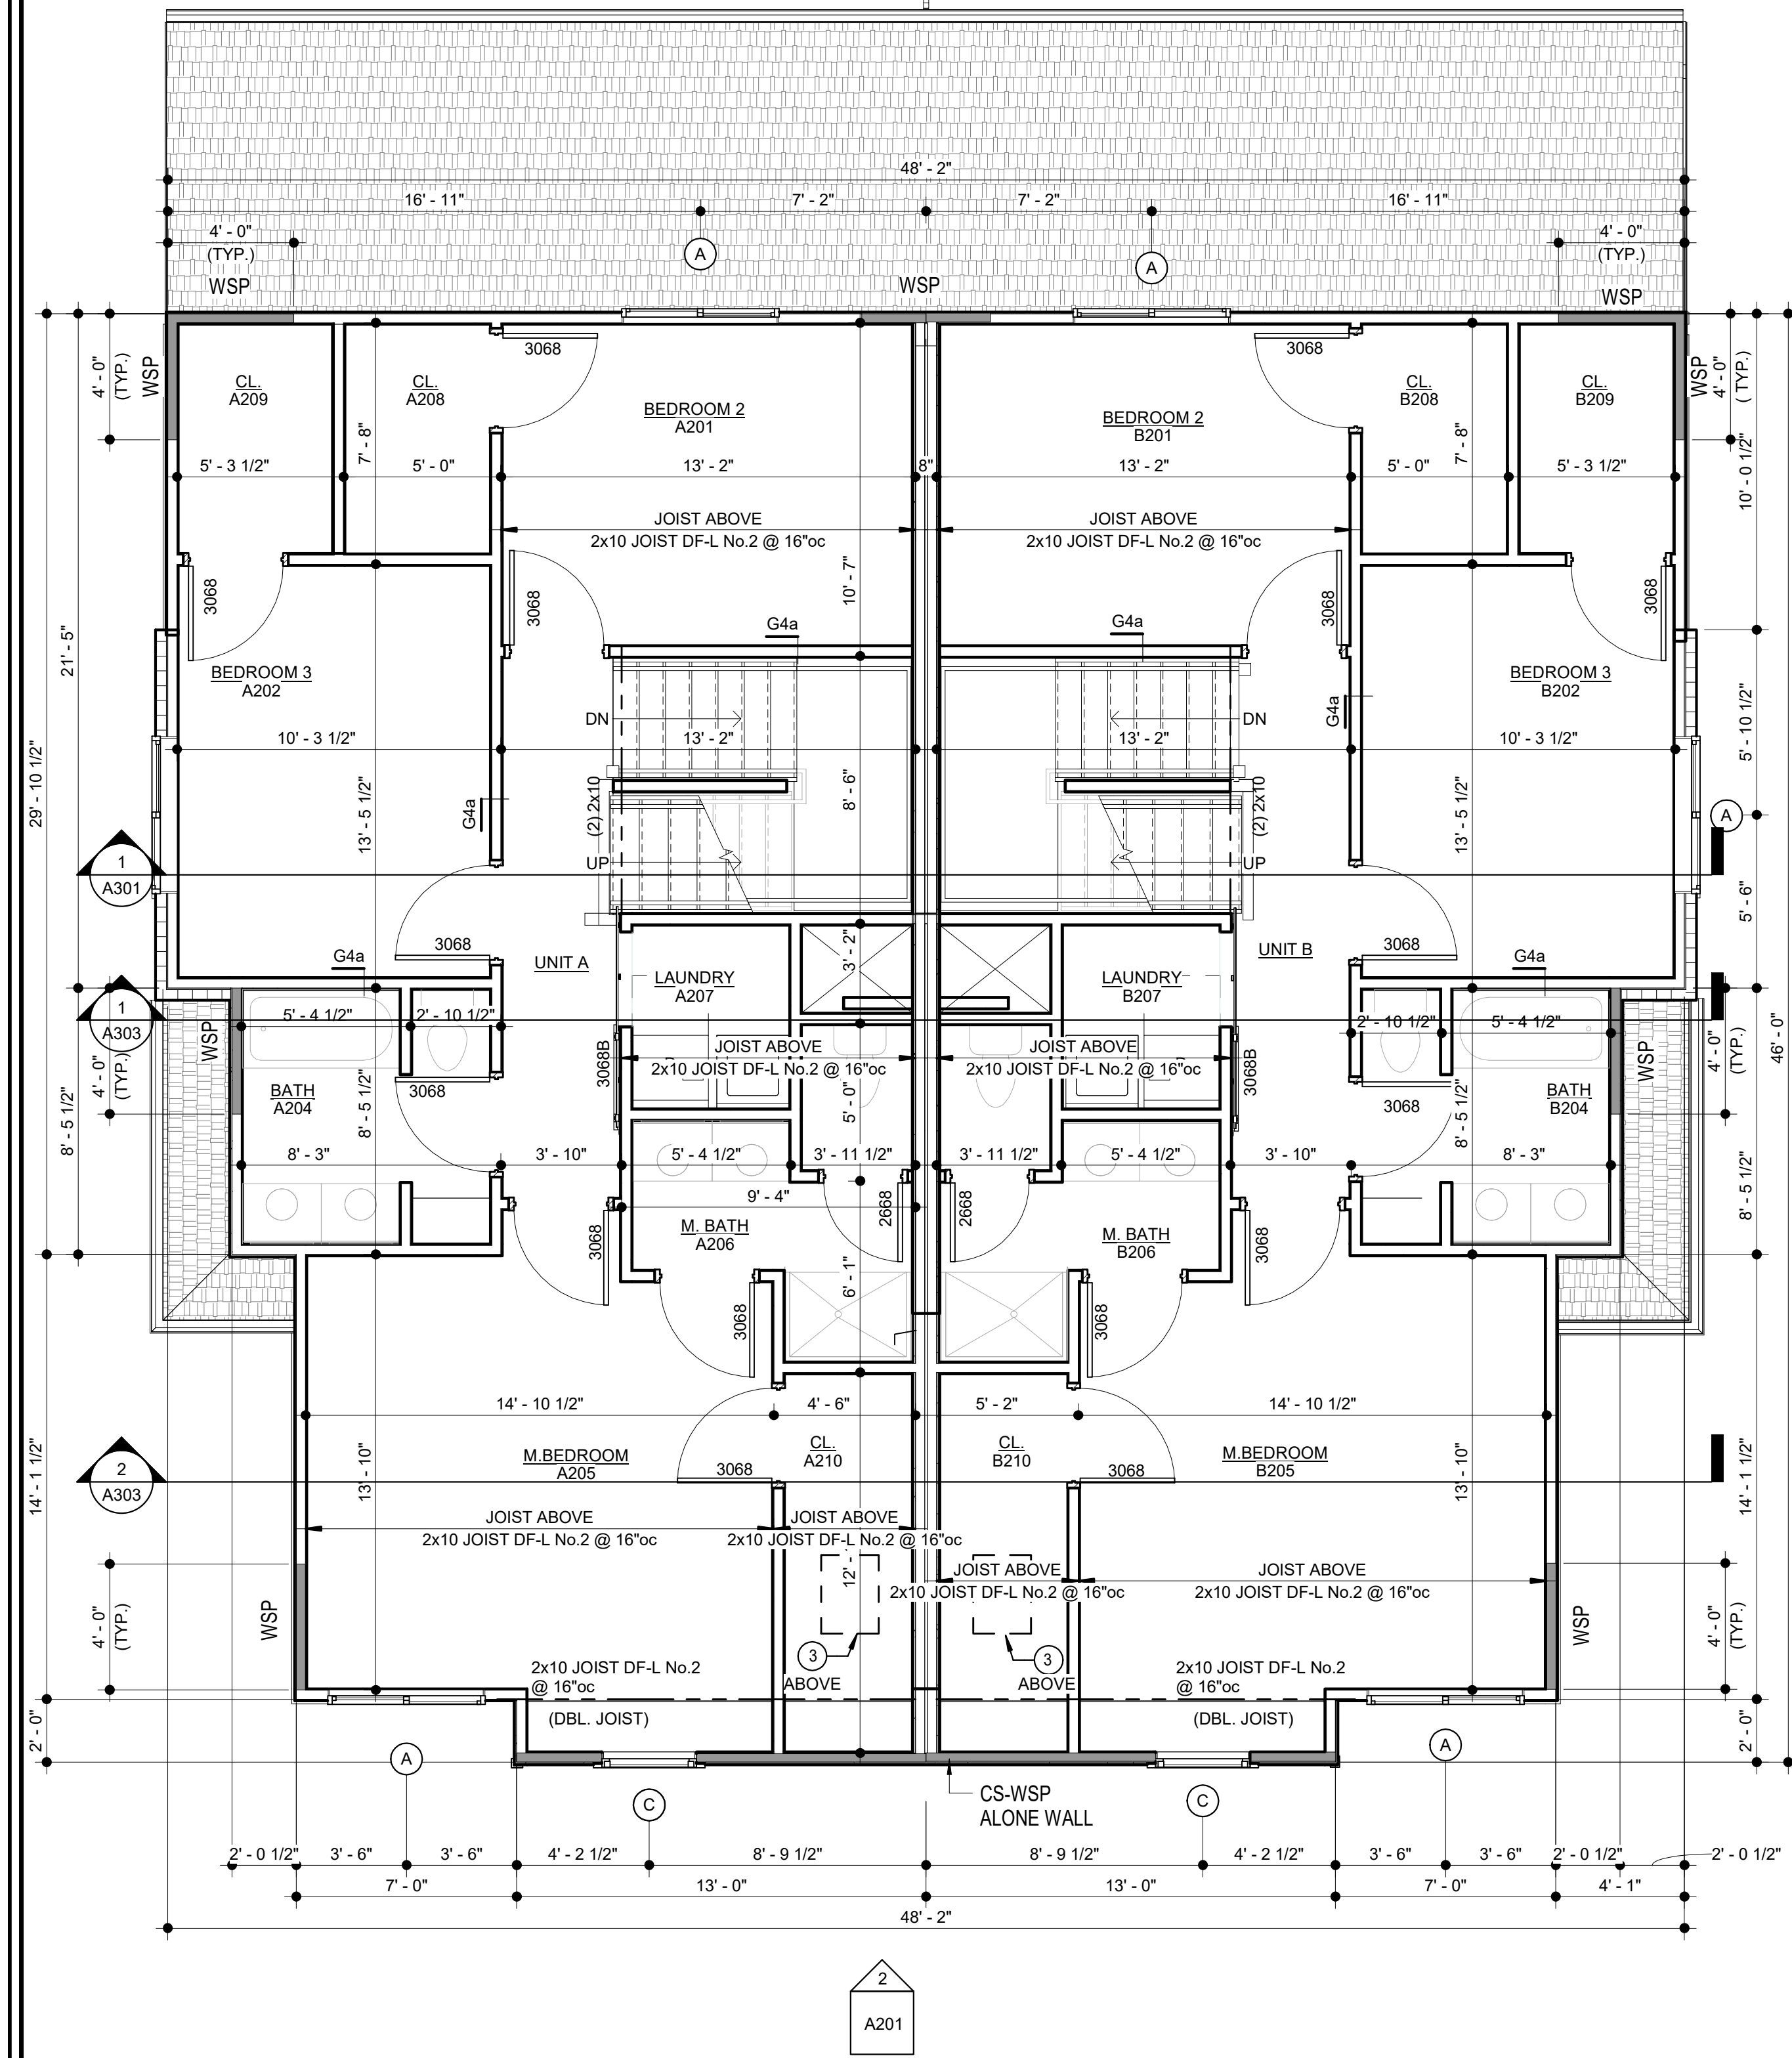 48' - 2"
16' - 11"
7' - 2"
7' - 2"
16' - 11"
4' - 0"
(TYP.)
WSP
A
A
WSP
4' - 0"
(TYP.)
WSP
4' - 0"
(TYP.)
WSP
3068
3068
WSP
4' - 0"
( TYP.)
CL.
A209
CL.
A208
BEDROOM 2
A201
BEDROOM 2
B201
CL.
B208
CL.
B209
7' - 8"
7' - 8"
5' - 3 1/2"
5' - 0"
13' - 2"
8"
13' - 2"
5' - 0"
5' - 3 1/2"
10' - 0 1/2"
JOIST ABOVE
2x10 JOIST DF-L No.2 @ 16"oc
JOIST ABOVE
2x10 JOIST DF-L No.2 @ 16"oc
3068
3068
10' - 7"
3068
3068
G4a
G4a
21' - 5"
29' - 10 1/2"
BEDROOM 3
A202
BEDROOM 3
B202
DN
DN
G4a
10' - 3 1/2"
13' - 2"
13' - 2"
10' - 3 1/2"
5' - 10 1/2"
13' - 5 1/2"
G4a
(2) 2x10
8' - 6"
(2) 2x10
13' - 5 1/2"
A
UP
UP
1
A301
5' - 6"
3068
3068
G4a
UNIT A
UNIT B
G4a
LAUNDRY
A207
3' - 2"
LAUNDRY
B207
1
A303
WSP
5' - 4 1/2"
2' - 10 1/2"
2' - 10 1/2"
5' - 4 1/2"
WSP
4' - 0"
(TYP.)
4' - 0"
(TYP.)
46' - 0"
JOIST ABOVE
2x10 JOIST DF-L No.2 @ 16"oc
JOIST ABOVE
2x10 JOIST DF-L No.2 @ 16"oc
3068B
3068B
BATH
A204
3068
3068
BATH
B204
8' - 5 1/2"
8' - 5 1/2"
5' - 0"
8' - 5 1/2"
8' - 5 1/2"
8' - 3"
3' - 10"
5' - 4 1/2"
3' - 11 1/2"
3' - 11 1/2"
5' - 4 1/2"
3' - 10"
8' - 3"
9' - 4"
2668
2668
M. BATH
A206
M. BATH
B206
3068
3068
6' - 1"
3068
3068
14' - 10 1/2"
4' - 6"
5' - 2"
14' - 10 1/2"
M.BEDROOM
A205
CL.
A210
CL.
B210
M.BEDROOM
B205
3068
3068
2
A303
14' - 1 1/2"
13' - 10"
13' - 10"
14' - 1 1/2"
JOIST ABOVE
2x10 JOIST DF-L No.2 @ 16"oc
JOIST ABOVE
2x10 JOIST DF-L No.2 @ 16"oc
12' -
JOIST ABOVE
2x10 JOIST DF-L No.2 @ 16"oc
JOIST ABOVE
2x10 JOIST DF-L No.2 @ 16"oc
4' - 0"
(TYP.)
WSP
WSP
4' - 0"
(TYP.)
3
ABOVE
3
ABOVE
2x10 JOIST DF-L No.2
@ 16"oc
2x10 JOIST DF-L No.2
@ 16"oc
(DBL. JOIST)
(DBL. JOIST)
2' - 0"
2' - 0"
A
A
C
C
CS-WSP
ALONE WALL
2' - 0 1/2"
3' - 6"
3' - 6"
4' - 2 1/2"
8' - 9 1/2"
8' - 9 1/2"
4' - 2 1/2"
3' - 6"
3' - 6"
2' - 0 1/2"
2' - 0 1/2"
7' - 0"
13' - 0"
13' - 0"
7' - 0"
4' - 1"
48' - 2"
2
A201